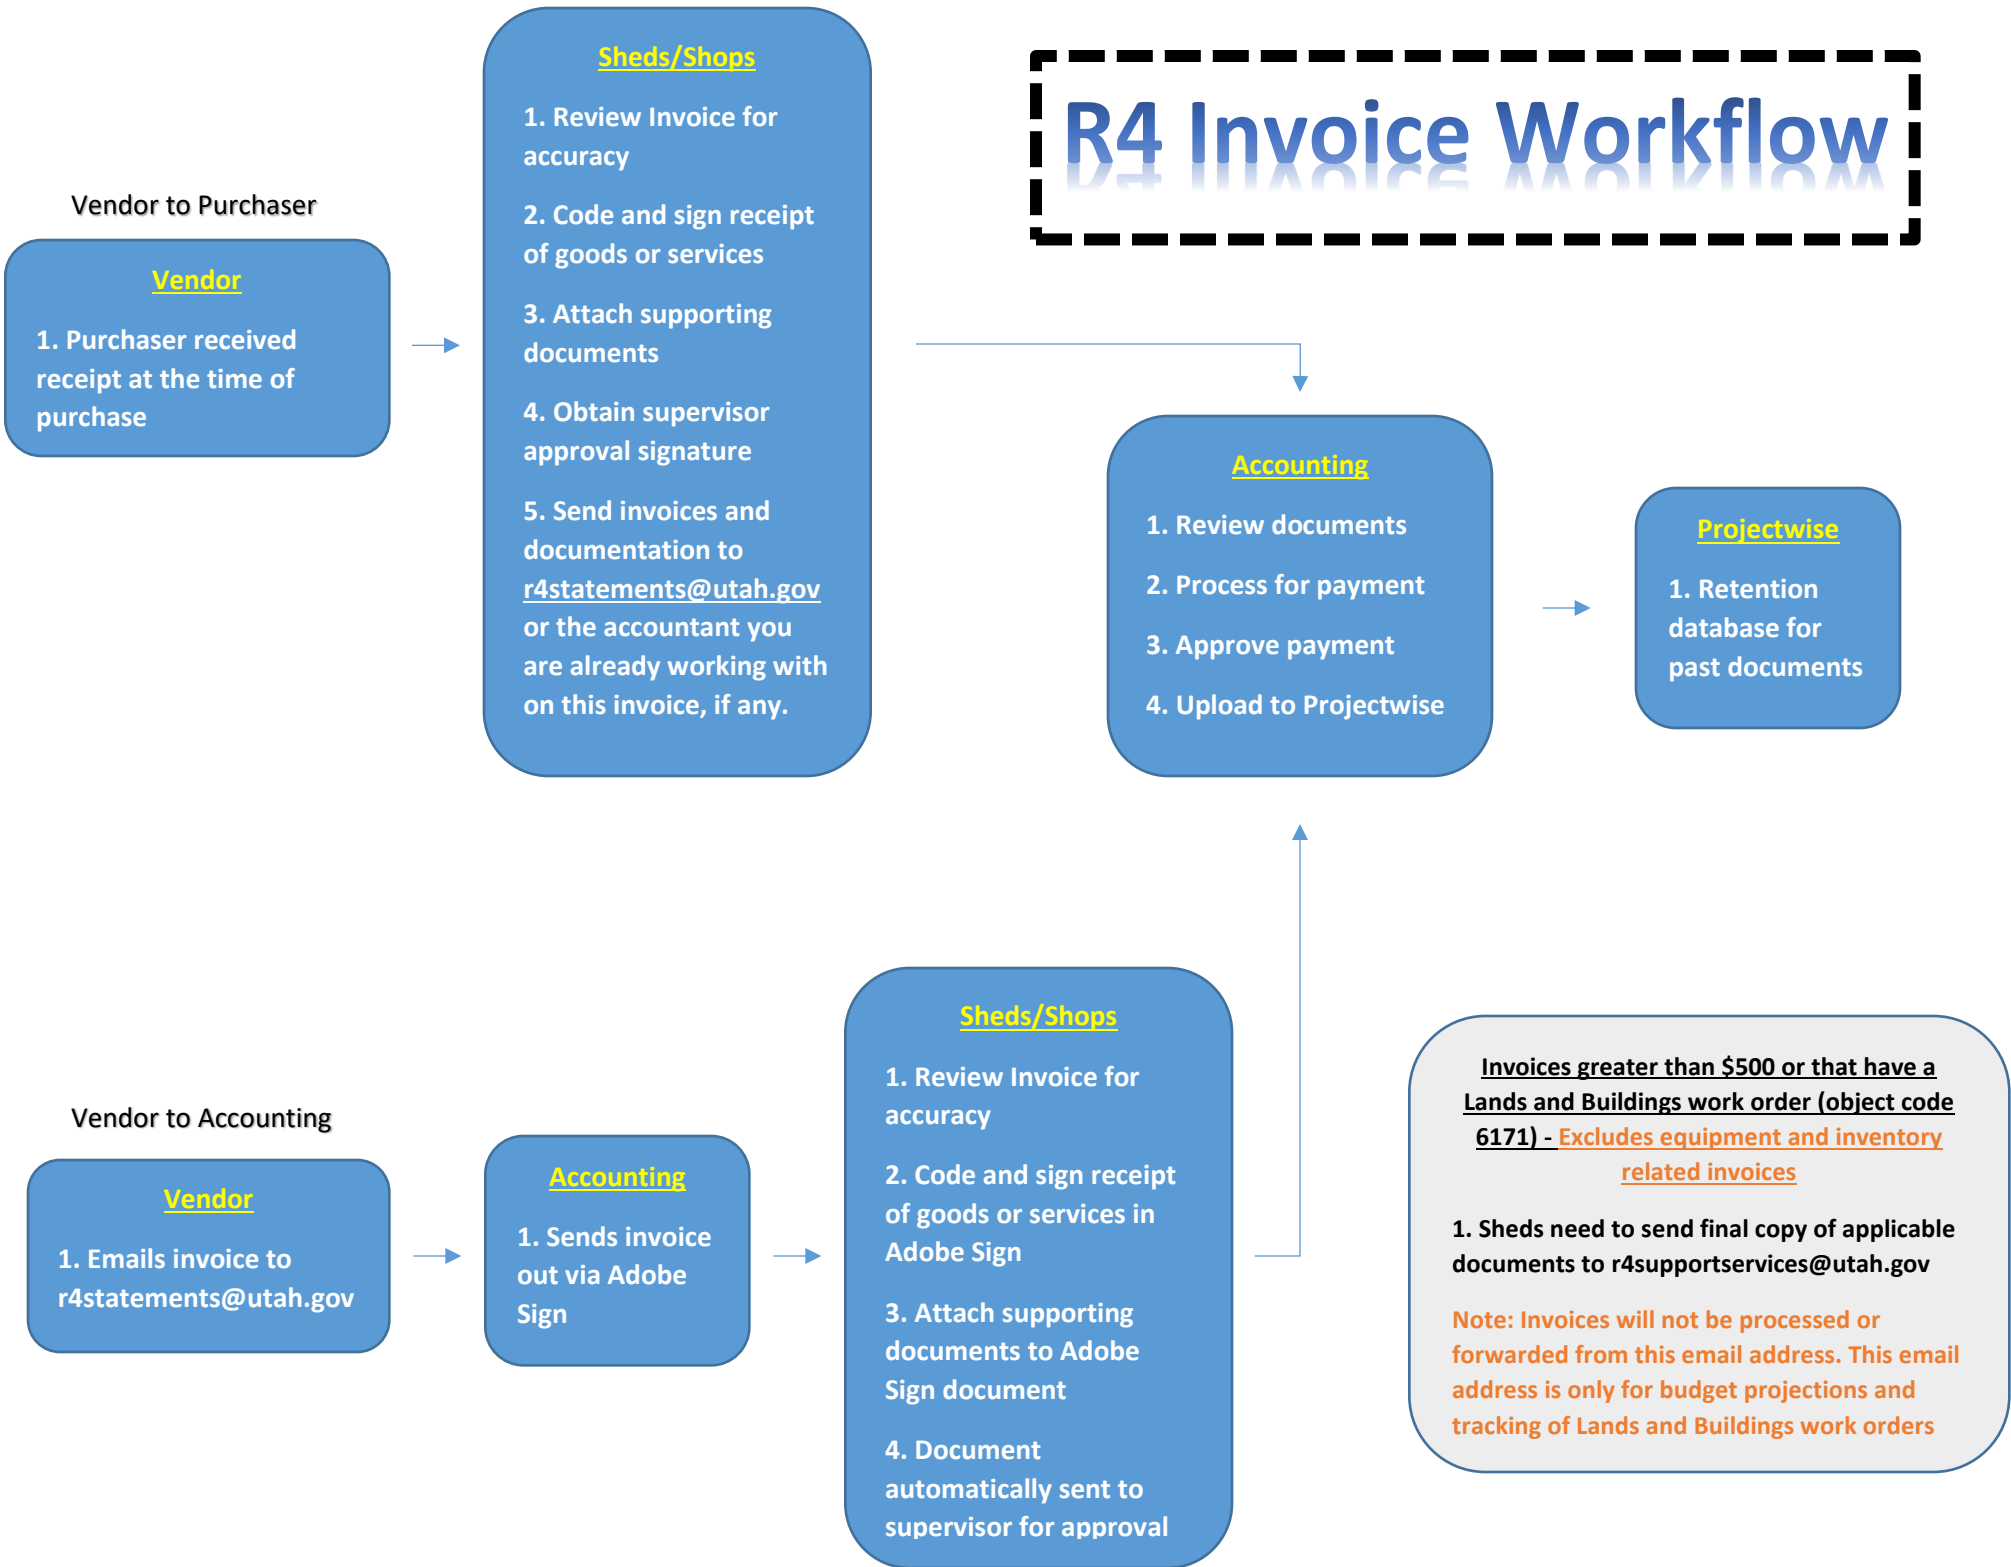 R4 Invoice Workflow
Vendor to Purchaser
Vendor
1. Purchaser received
receipt at the time of
purchase
Sheds/Shops
1. Review Invoice for
accuracy
2. Code and sign receipt
of goods or services
3. Attach supporting
documents
4. Obtain supervisor
approval signature
5. Send invoices and
documentation to
r4statements@utah.gov
or the accountant you
are already working with
on this invoice, if any.
Accounting
1. Review documents
2. Process for payment
3. Approve payment
4. Upload to Projectwise
Projectwise
1. Retention
database for
past documents
Vendor to Accounting
Vendor
1. Emails invoice to
r4statements@utah.gov
Accounting
1. Sends invoice
out via Adobe
Sign
Sheds/Shops
1. Review Invoice for
accuracy
2. Code and sign receipt
of goods or services in
Adobe Sign
3. Attach supporting
documents to Adobe
Sign document
4. Document
automatically sent to
supervisor for approval
Invoices greater than $500 or that have a
Lands and Buildings work order (object code
6171) - Excludes equipment and inventory
related invoices
1. Sheds need to send final copy of applicable
documents to r4supportservices@utah.gov
Note: Invoices will not be processed or
forwarded from this email address. This email
address is only for budget projections and
tracking of Lands and Buildings work orders